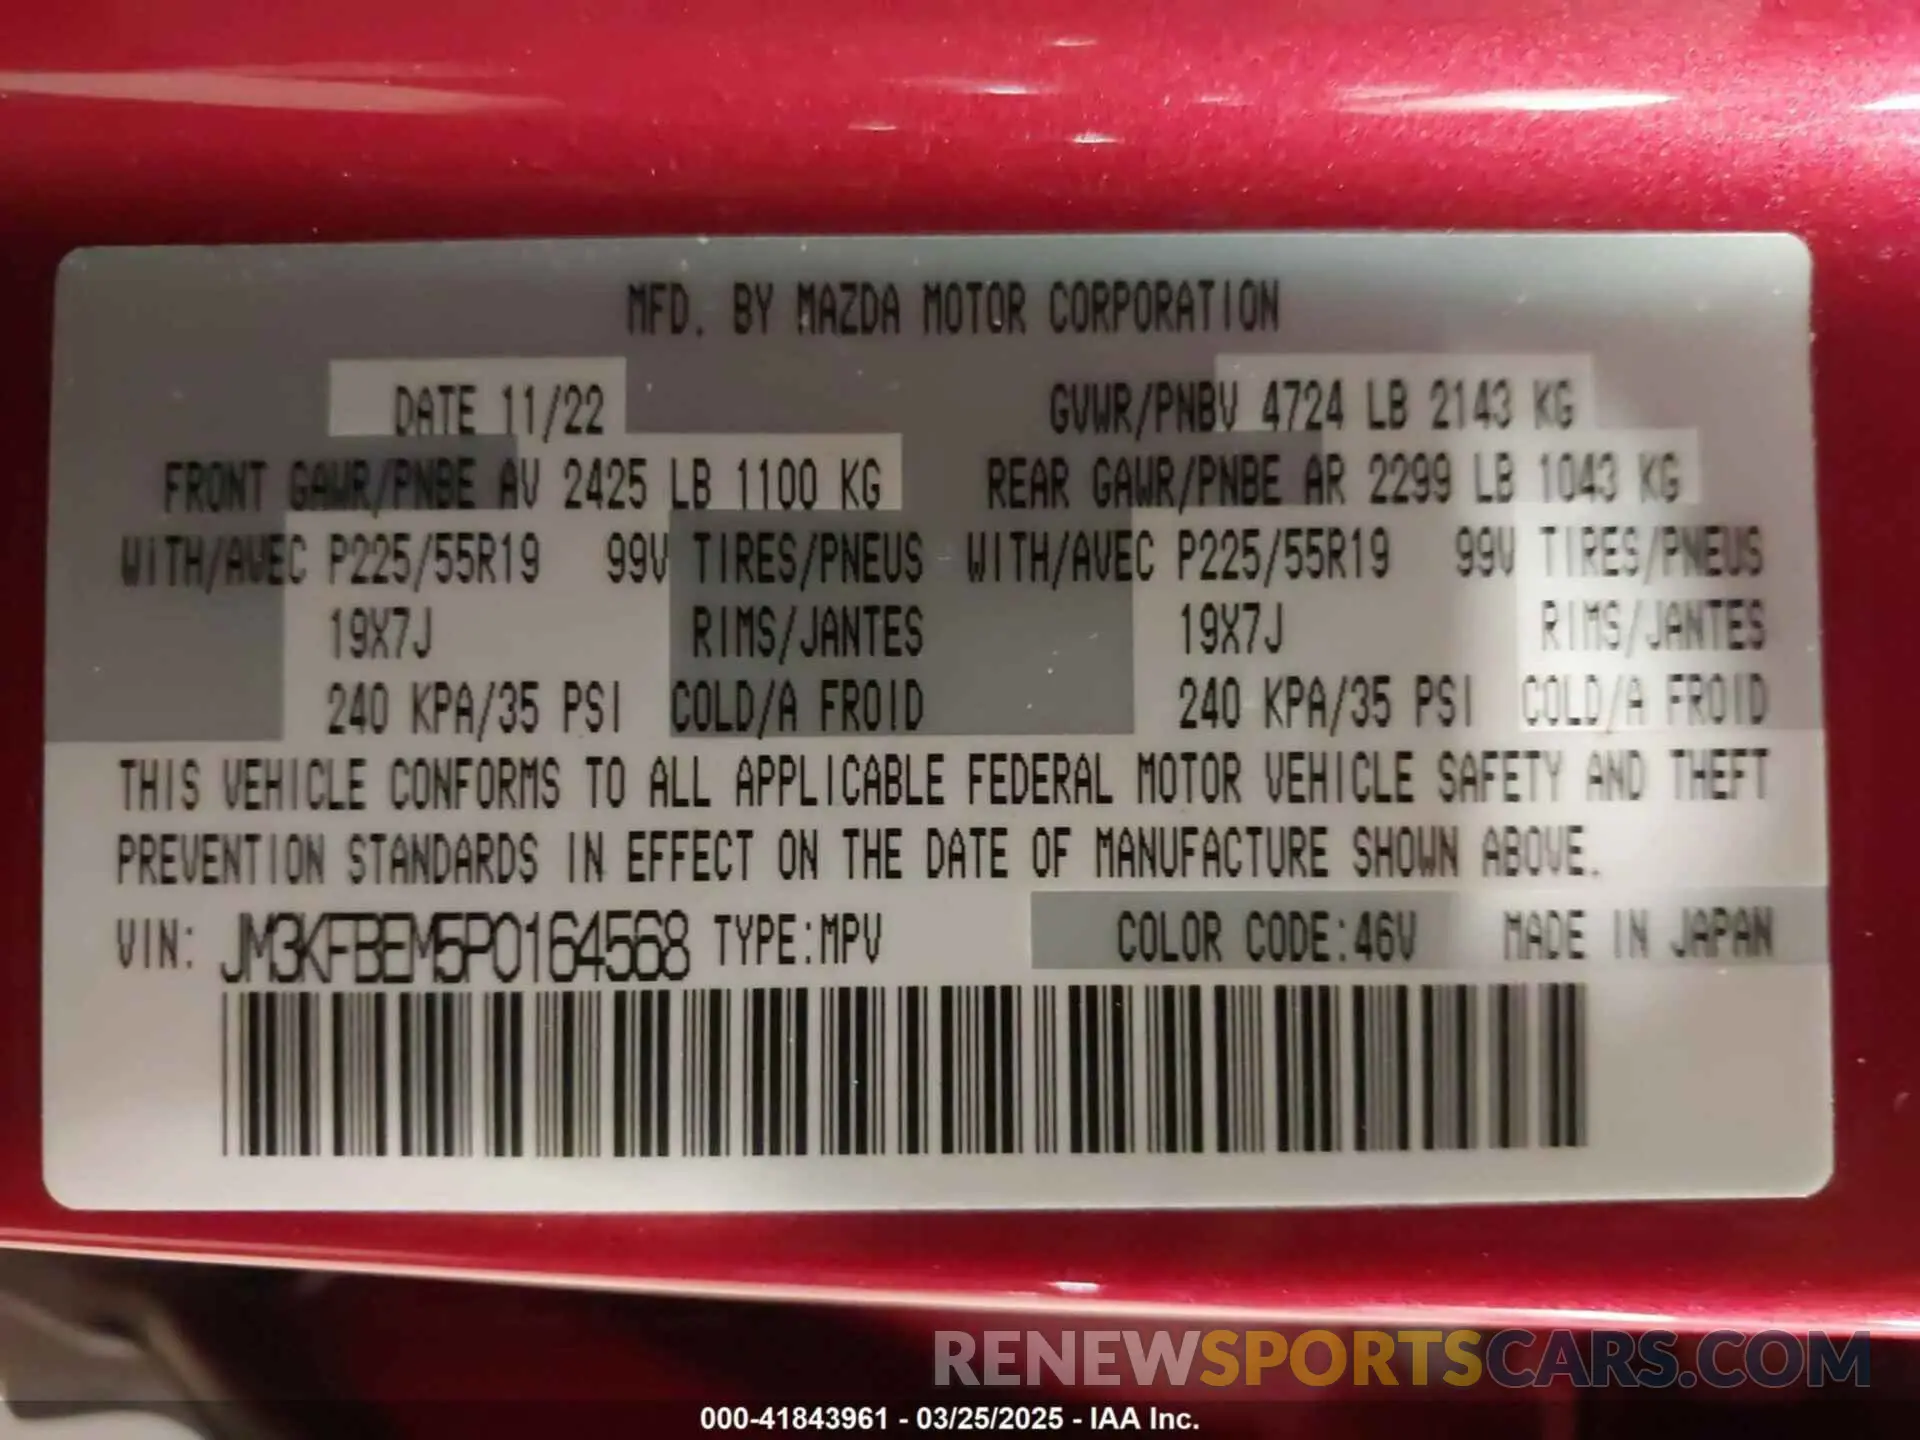 MFD. BY MAZDA MOTOR CORPORATION
DATE 11/22 GVWR/PNBV 4724 LB 2143 KG
FRONT GAWR/PNBE AV 2425 LB 1100 KG REAR GAWR/PNBE AR 2299 LB 1043 KG
WITH/AVEC P225/55R19 99V TIRES/PNEUS WITH/AVEC P225/55R19 99V TIRES/PNEUS
19X7J RIMS/JANTES 19X7J RIMS/JANTES
240 KPA/35 PSI COLD/A FROID 240 KPA/35 PSI COLD/A FROID
THIS VEHICLE CONFORMS TO ALL APPLICABLE FEDERAL MOTOR VEHICLE SAFETY AND THEFT
PREVENTION STANDARDS IN EFFECT ON THE DATE OF MANUFACTURE SHOWN ABOVE.
VIN: JM3KFBEM5P0164568 TYPE:MPV COLOR CODE:46V MADE IN JAPAN
RENEWSPORTSCARS.COM
000-41843961 - 03/25/2025 - IAA Inc.